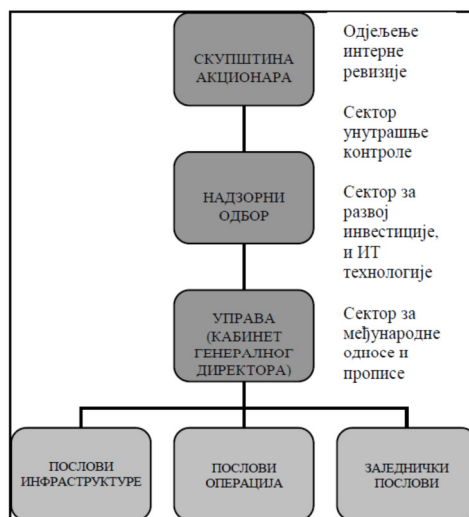 СКУПШТИНА
АКЦИОНАРА
Одјељење
интерне
ревизије
Сектор
унутрашње
контроле
НАДЗОРНИ
ОДБОР
Сектор за
развој
инвестиције,
и ИТ
технологије
УПРАВА
(КАБИНЕТ
ГЕНЕРАЛНОГ
ДИРЕКТОРА)
Сектор за
међународне
односе и
прописе
ПОСЛОВИ
ИНФРАСТРУКТУРЕ
ПОСЛОВИ
ОПЕРАЦИЈА
ЗАЈЕДНИЧКИ
ПОСЛОВИ